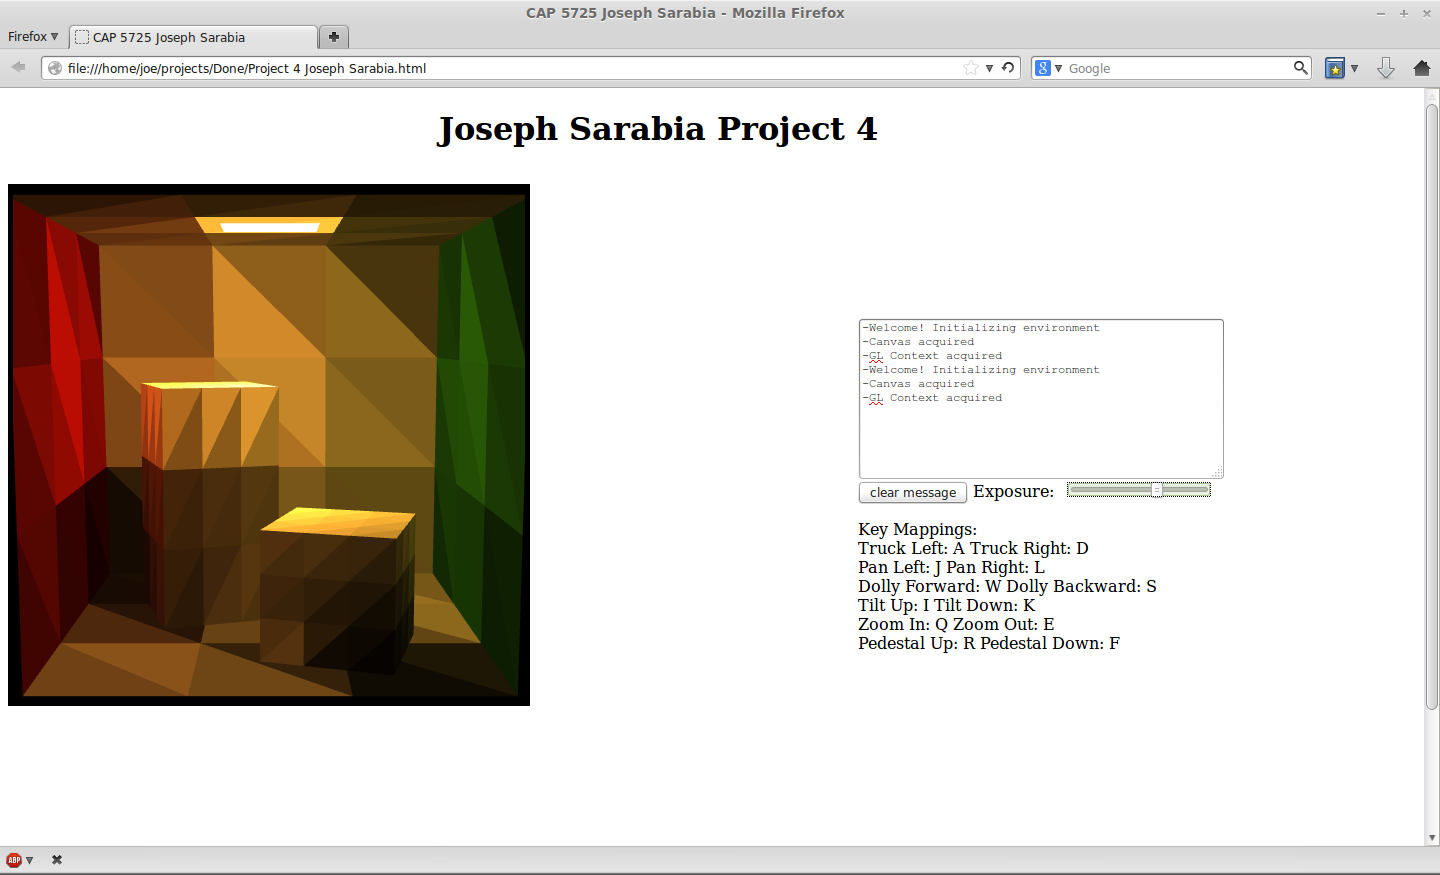 CAP 5725 Joseph Sarabia - Mozilla Firefox
Firefox
CAP 5725 Joseph Sarabia
file:///home/joe/projects/Done/Project 4 Joseph Sarabia.html
Google
Joseph Sarabia Project 4
-Welcome! Initializing environment
-Canvas acquired
-GL Context acquired
-Welcome! Initializing environment
-Canvas acquired
-GL Context acquired
clear message Exposure:
Key Mappings:
Truck Left: A Truck Right: D
Pan Left: J Pan Right: L
Dolly Forward: W Dolly Backward: S
Tilt Up: I Tilt Down: K
Zoom In: Q Zoom Out: E
Pedestal Up: R Pedestal Down: F
ABP